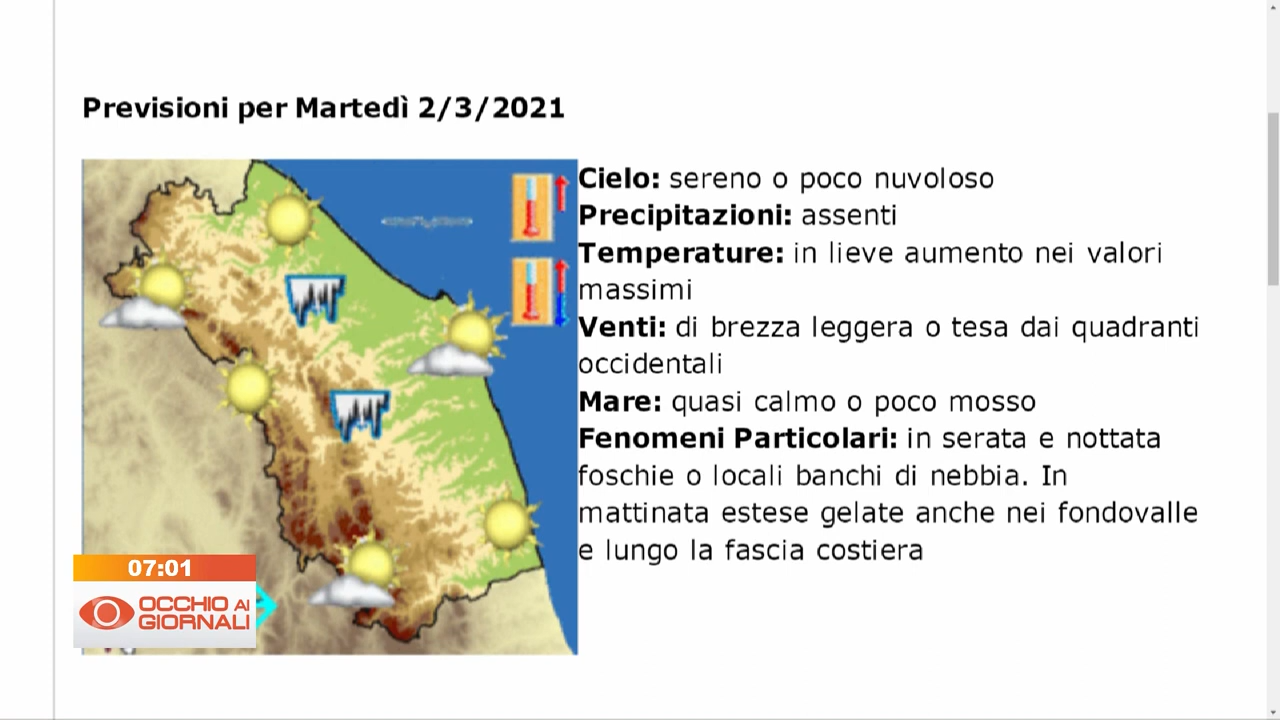 Previsioni per Martedì 2/3/2021
Cielo: sereno o poco nuvoloso
Precipitazioni: assenti
Temperature: in lieve aumento nei valori
massimi
Venti: di brezza leggera o tesa dai quadranti
occidentali
Mare: quasi calmo o poco mosso
Fenomeni Particolari: in serata e nottata
foschie o locali banchi di nebbia. In
mattinata estese gelate anche nei fondovalle
e lungo la fascia costiera
07:01
OCCHIO AI
GIORNALI